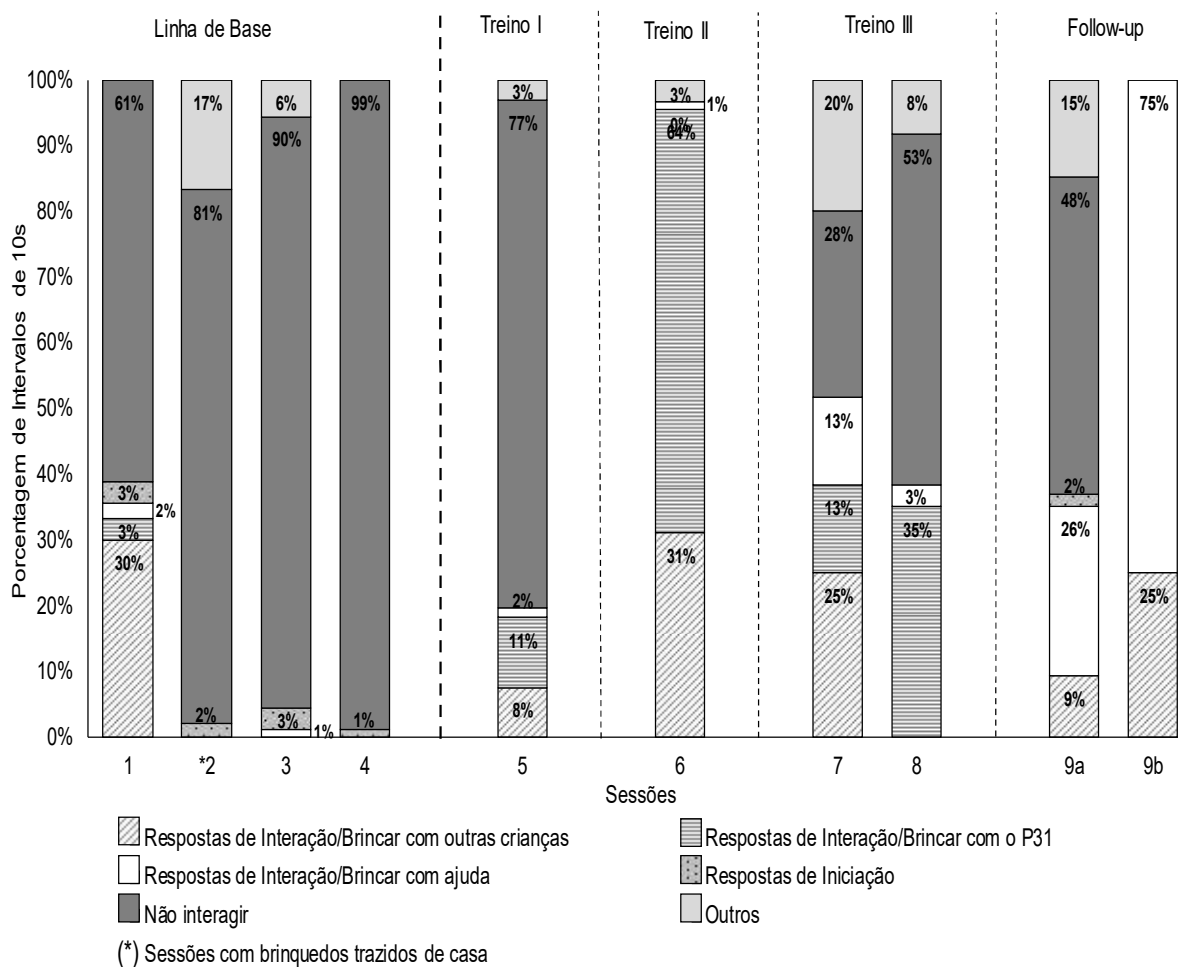 Linha de Base Treino I Treino II Treino III Follow-up
Porcentagem de Intervalos de 10s
100%
90%
80%
70%
60%
50%
40%
30%
20%
10%
0%
61% 3% 2% 3% 30%
17% 81% 2%
6% 90% 3% 1%
99% 1%
3% 77% 2% 11% 8%
3% 1% 0% 64% 31%
20% 28% 13% 13% 25%
8% 53% 3% 35%
15% 48% 2% 26% 9%
75% 25%
1 *2 3 4 5 6 7 8 9a 9b
Sessões
Respostas de Interação/Brincar com outras crianças Respostas de Interação/Brincar com o P31
Respostas de Interação/Brincar com ajuda Respostas de Iniciação
Não interagir Outros
(*) Sessões com brinquedos trazidos de casa